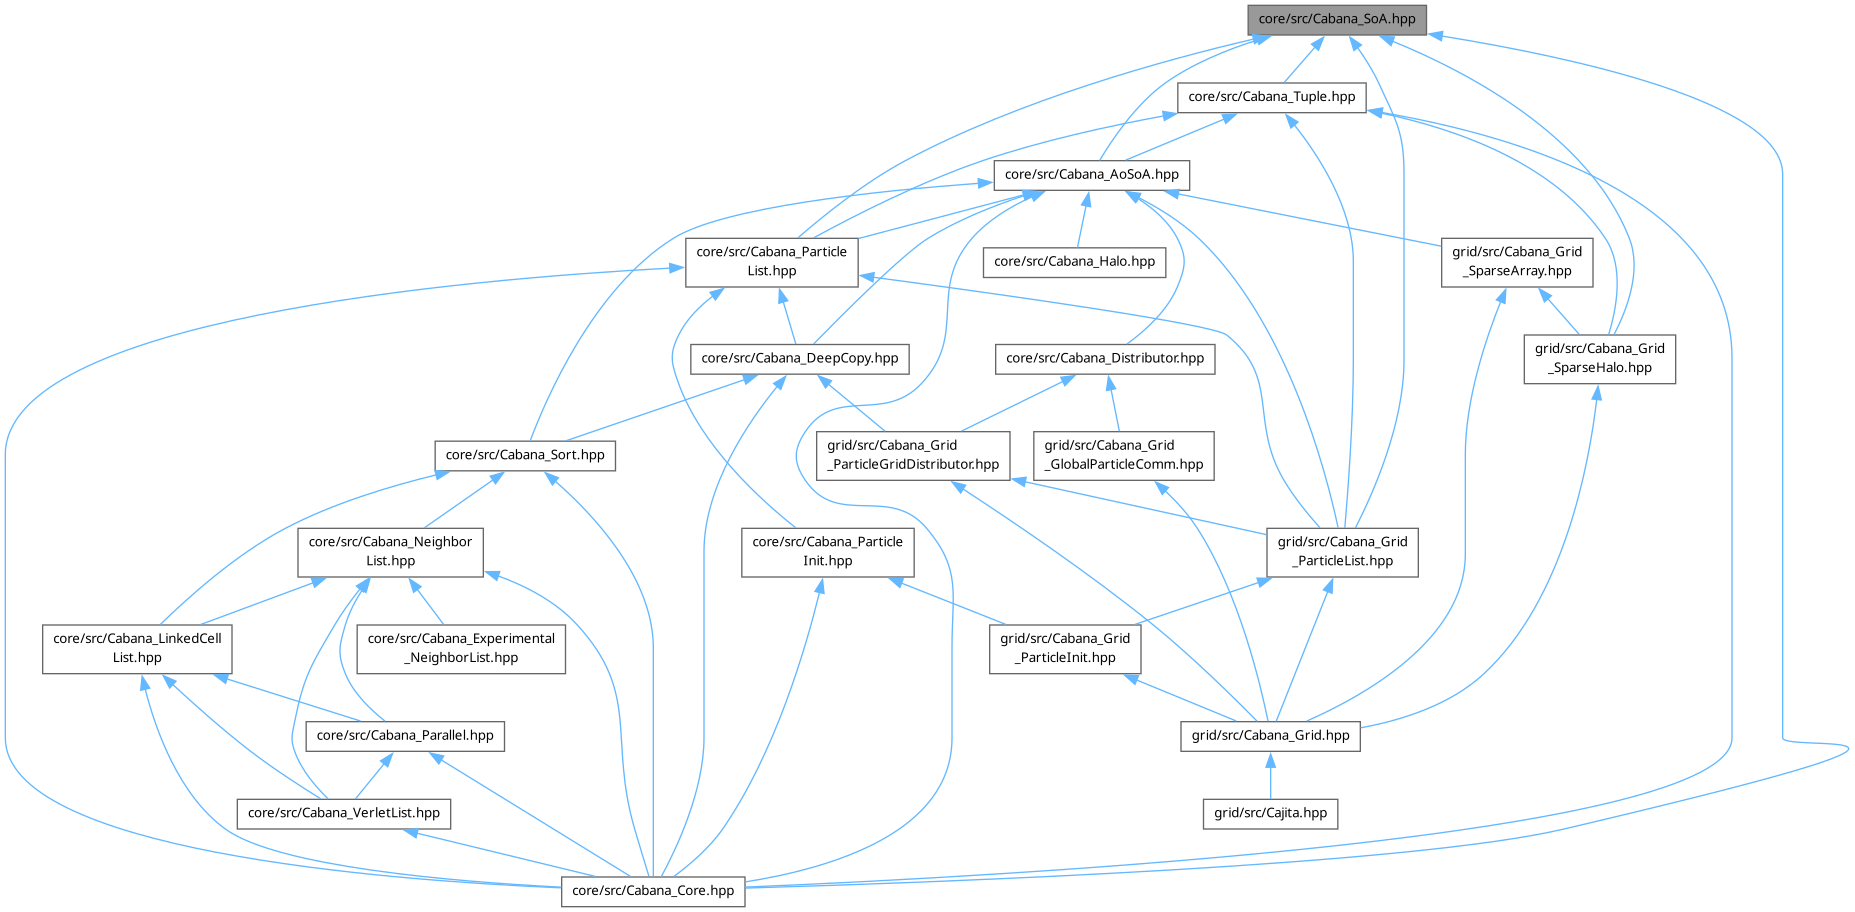 core/src/Cabana_SoA.hpp
core/src/Cabana_Tuple.hpp
core/src/Cabana_AoSoA.hpp
core/src/Cabana_Particle
List.hpp
core/src/Cabana_Halo.hpp
grid/src/Cabana_Grid
_SparseArray.hpp
core/src/Cabana_DeepCopy.hpp
core/src/Cabana_Distributor.hpp
grid/src/Cabana_Grid
_SparseHalo.hpp
core/src/Cabana_Sort.hpp
grid/src/Cabana_Grid
_ParticleGridDistributor.hpp
grid/src/Cabana_Grid
_GlobalParticleComm.hpp
core/src/Cabana_Neighbor
List.hpp
core/src/Cabana_Particle
Init.hpp
grid/src/Cabana_Grid
_ParticleList.hpp
core/src/Cabana_LinkedCell
List.hpp
core/src/Cabana_Experimental
_NeighborList.hpp
grid/src/Cabana_Grid
_ParticleInit.hpp
core/src/Cabana_Parallel.hpp
grid/src/Cabana_Grid.hpp
core/src/Cabana_VerletList.hpp
grid/src/Cajita.hpp
core/src/Cabana_Core.hpp